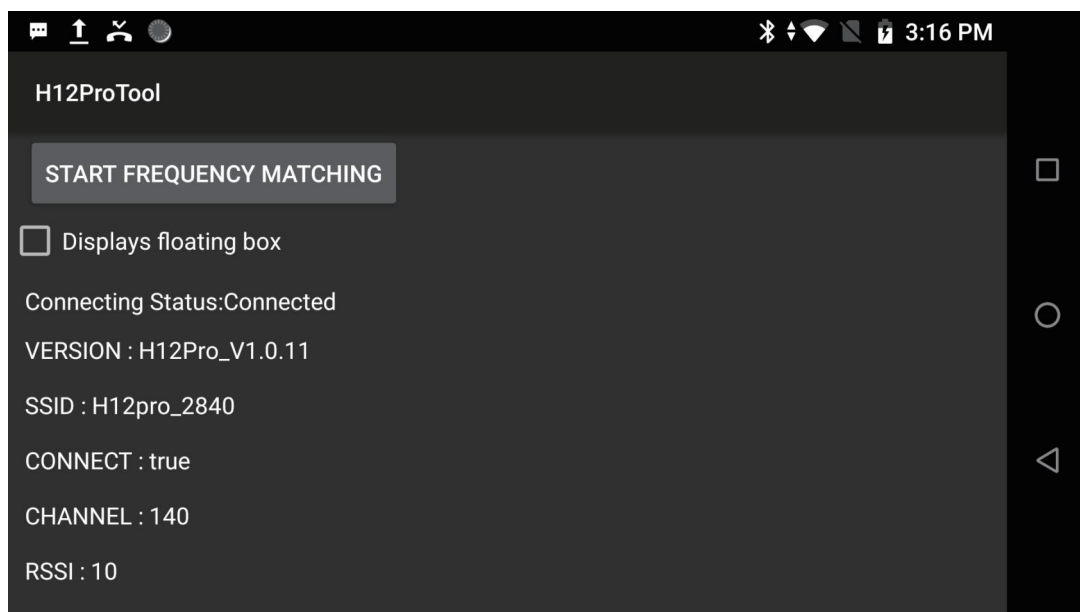 3:16 PM
H12ProTool
START FREQUENCY MATCHING
Displays floating box
Connecting Status:Connected
VERSION : H12Pro_V1.0.11
SSID : H12pro_2840
CONNECT : true
CHANNEL : 140
RSSI : 10